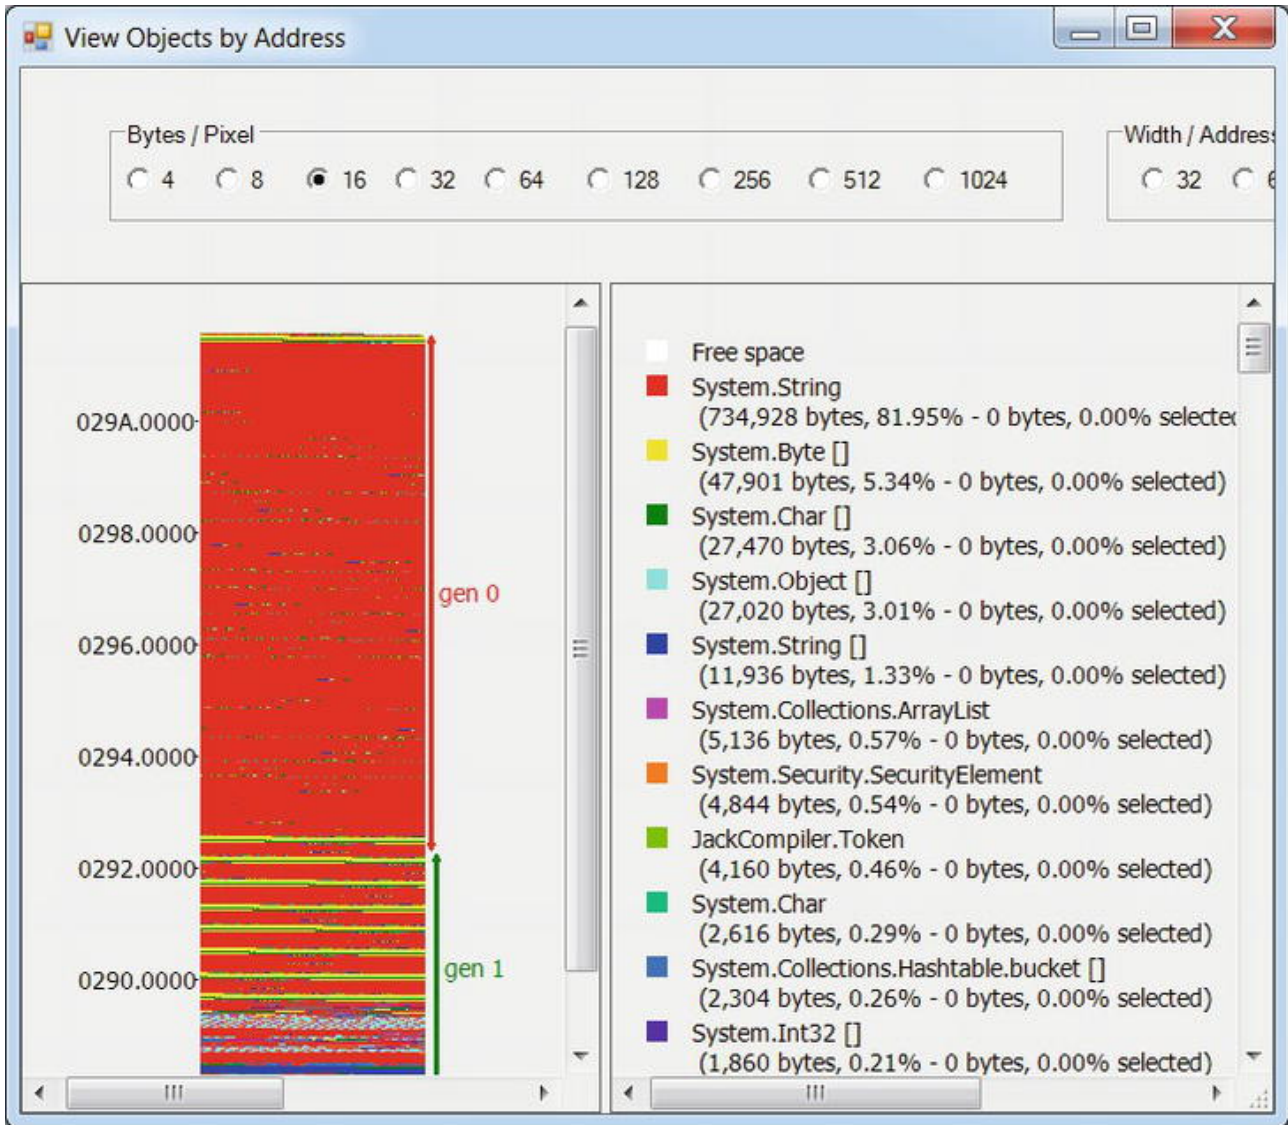 View Objects by Address
Bytes / Pixel
4 8 16 32 64 128 256 512 1024
Width / Address
32 6
029A.0000
0298.0000
0296.0000
0294.0000
0292.0000
0290.0000
gen 0
gen 1
Free space
System.String
(734,928 bytes, 81.95% - 0 bytes, 0.00% selected
System.Byte []
(47,901 bytes, 5.34% - 0 bytes, 0.00% selected)
System.Char []
(27,470 bytes, 3.06% - 0 bytes, 0.00% selected)
System.Object []
(27,020 bytes, 3.01% - 0 bytes, 0.00% selected)
System.String []
(11,936 bytes, 1.33% - 0 bytes, 0.00% selected)
System.Collections.ArrayList
(5,136 bytes, 0.57% - 0 bytes, 0.00% selected)
System.Security.SecurityElement
(4,844 bytes, 0.54% - 0 bytes, 0.00% selected)
JackCompiler.Token
(4,160 bytes, 0.46% - 0 bytes, 0.00% selected)
System.Char
(2,616 bytes, 0.29% - 0 bytes, 0.00% selected)
System.Collections.Hashtable.bucket []
(2,304 bytes, 0.26% - 0 bytes, 0.00% selected)
System.Int32 []
(1,860 bytes, 0.21% - 0 bytes, 0.00% selected)